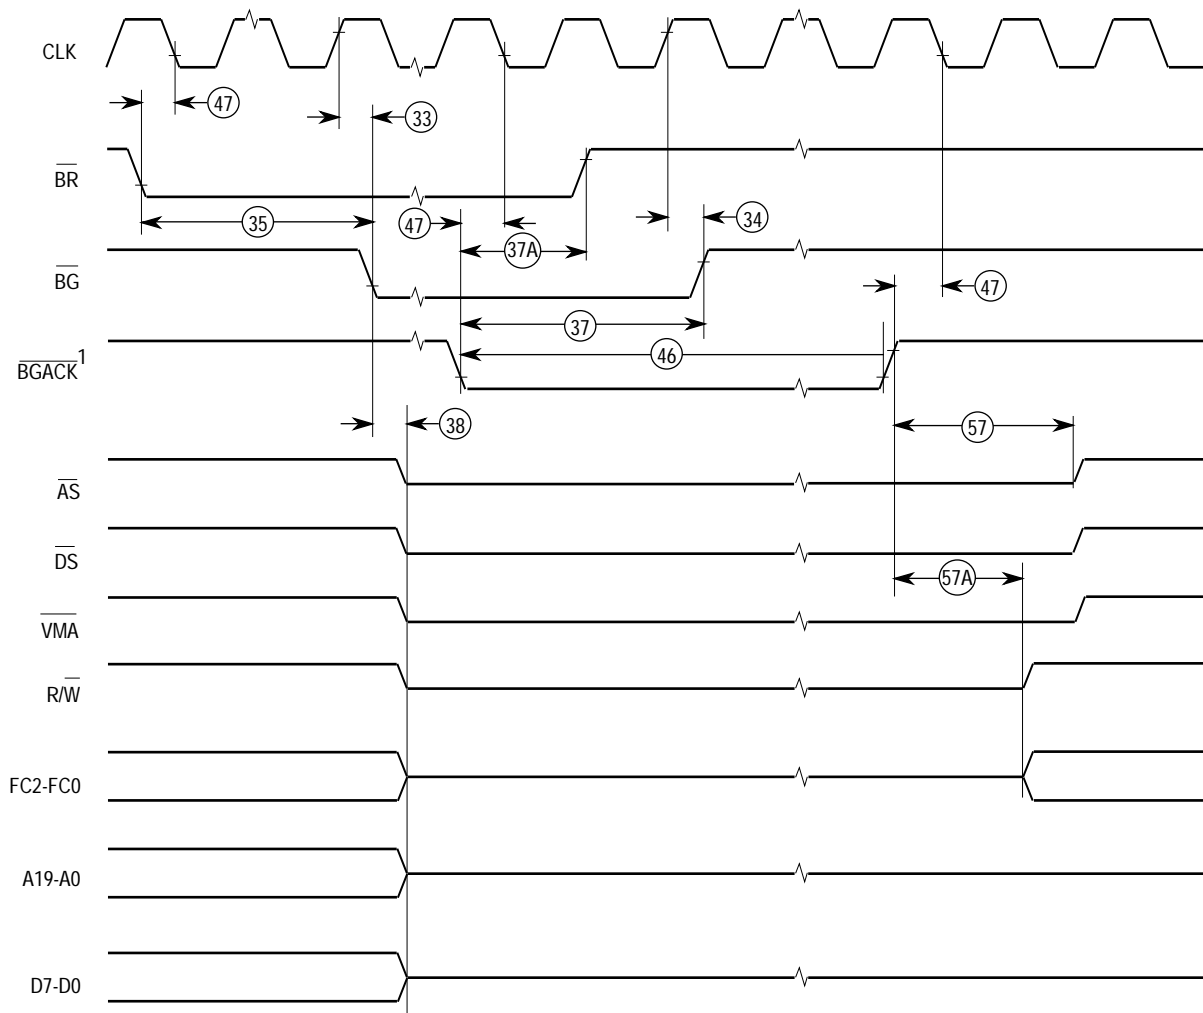 CLK
47
33
BR
35
47
37A
34
BG
47
37
BGACK1
46
38
57
AS
DS
57A
VMA
R/W
FC2-FC0
A19-A0
D7-D0